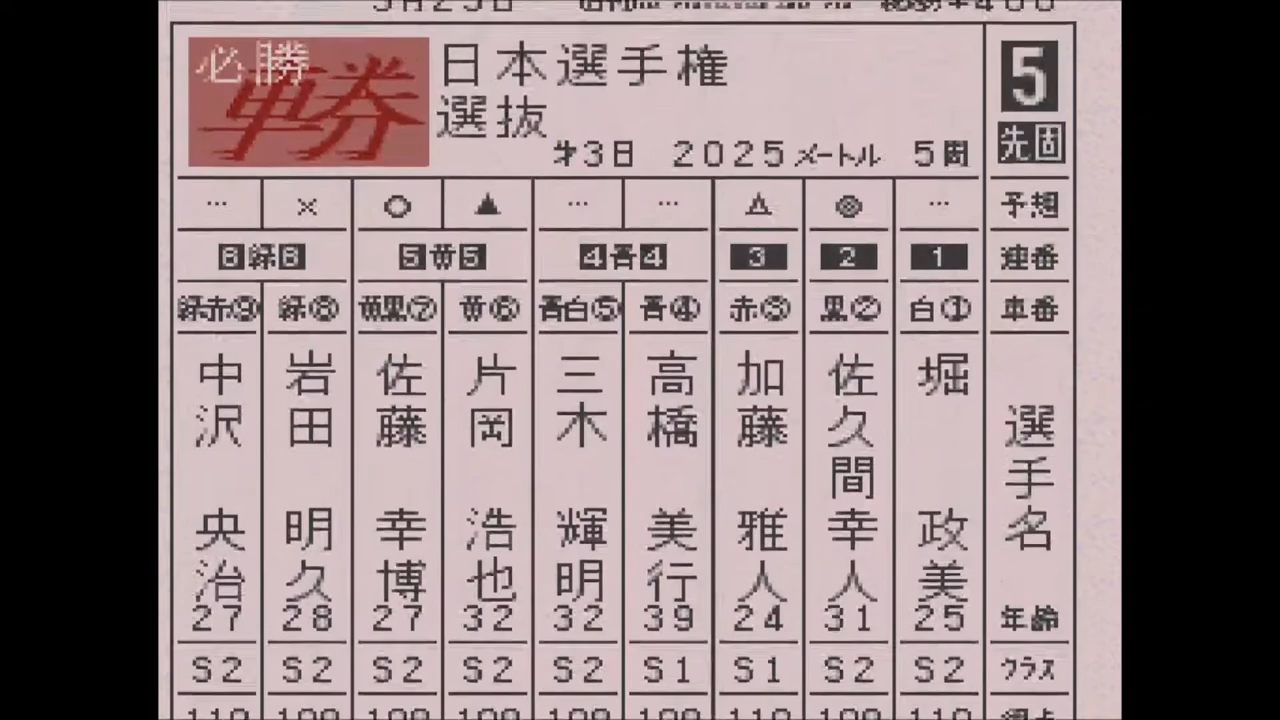 必勝
車券
日本選手権
選抜
オ3日 2025メートル 5周
5
先固
… × ○ ▲ … … △ ◎ … 予想
6緑6 5黄5 4青4 3 2 1 連番
緑赤⑨ 緑⑧ 黄黒⑦ 黄⑥ 青白⑤ 青④ 赤③ 黒② 白① 車番
選手名
堀 政美
佐久間 幸人
加藤 雅人
高橋 美行
三木 輝明
片岡 浩也
佐藤 幸博
岩田 明久
中沢 央治
27 28 27 32 32 39 24 31 25 年齢
S2 S2 S2 S2 S2 S1 S1 S2 S2 クラス